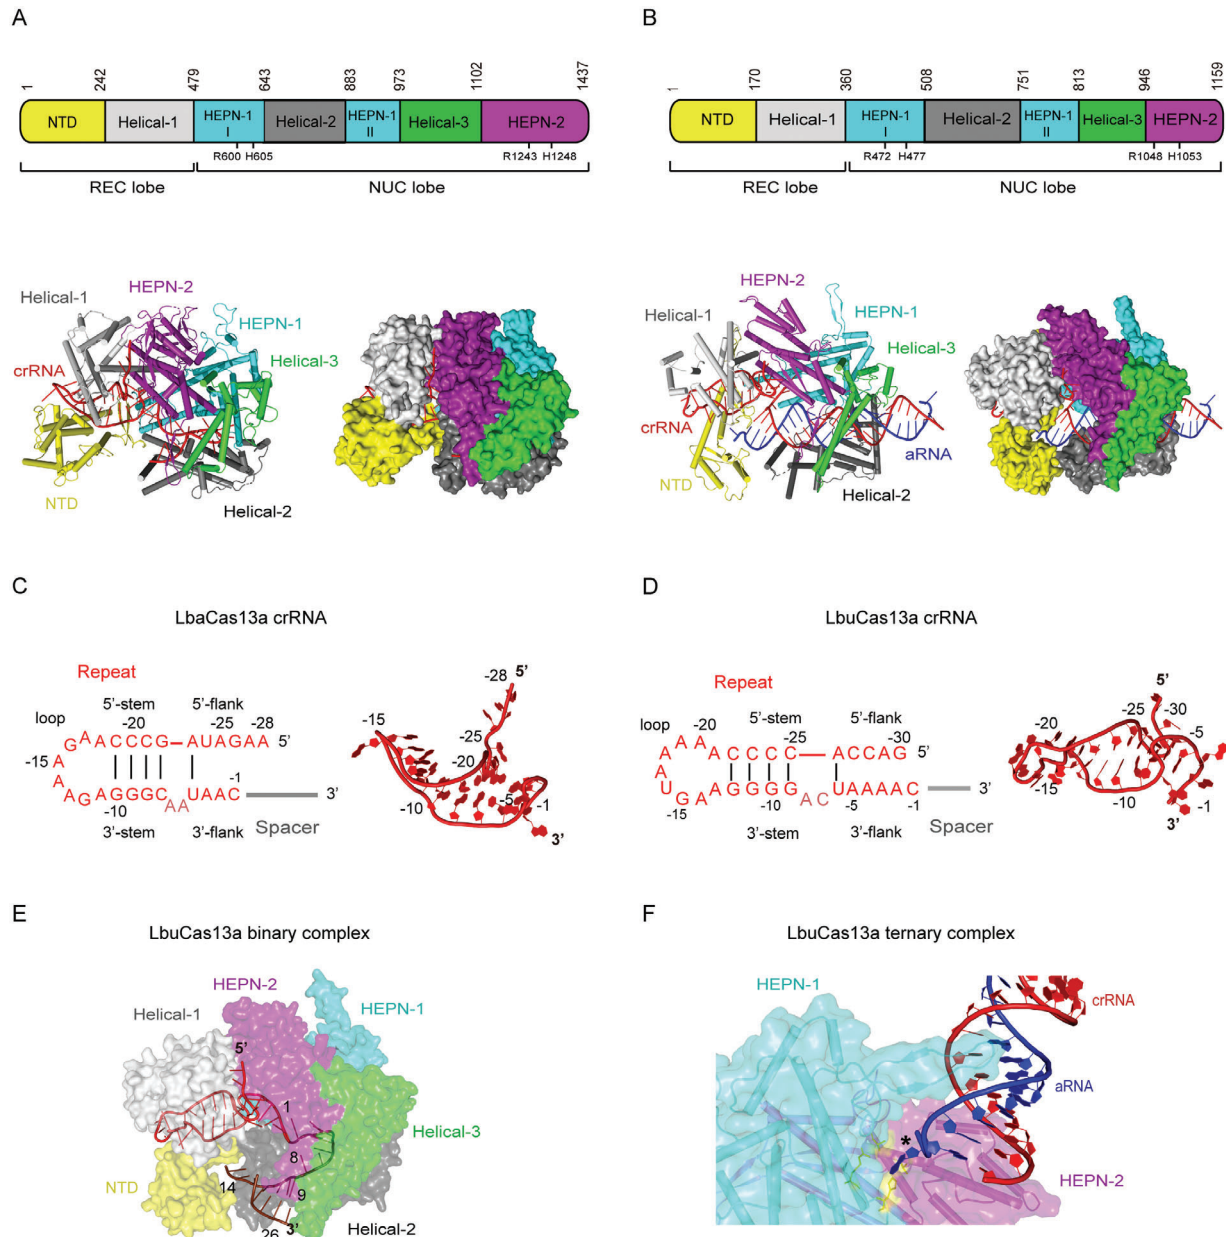 A
1 242 479 643 883 973 1102 1437
NTD Helical-1 HEPN-1 I Helical-2 HEPN-1 II Helical-3 HEPN-2
R600 H605 R1243 H1248
REC lobe NUC lobe
HEPN-2
Helical-1
HEPN-1
Helical-3
crRNA
NTD
Helical-2
B
1 170 360 508 751 813 946 1159
NTD Helical-1 HEPN-1 I Helical-2 HEPN-1 II Helical-3 HEPN-2
R472 H477 R1048 H1053
REC lobe NUC lobe
HEPN-2
Helical-1
HEPN-1
Helical-3
crRNA
aRNA
NTD
Helical-2
C
LbaCas13a crRNA
Repeat
5'-stem 5'-flank
loop -20 -25 -28
-15 GAACCCG AUAGAA 5'
AAAGAGGGCAAUAAC 3'
-10 -1
3'-stem 3'-flank
Spacer
-28 5'
-15
-25
-20
-10 -5 -1
3'
D
LbuCas13a crRNA
Repeat
5'-stem 5'-flank
loop -20 -25 -30
AAAACCCC ACCAG 5'
AUGAAGGGGACUAAAAC 3'
-15 -10 -5 -1
3'-stem 3'-flank
Spacer
5'
-25 -30
-20 -5
-15 -10 -1
3'
E
LbuCas13a binary complex
HEPN-2
HEPN-1
Helical-1
5'
1
Helical-3
8
NTD 14 9
26 3' Helical-2
F
LbuCas13a ternary complex
HEPN-1
crRNA
aRNA
*
HEPN-2